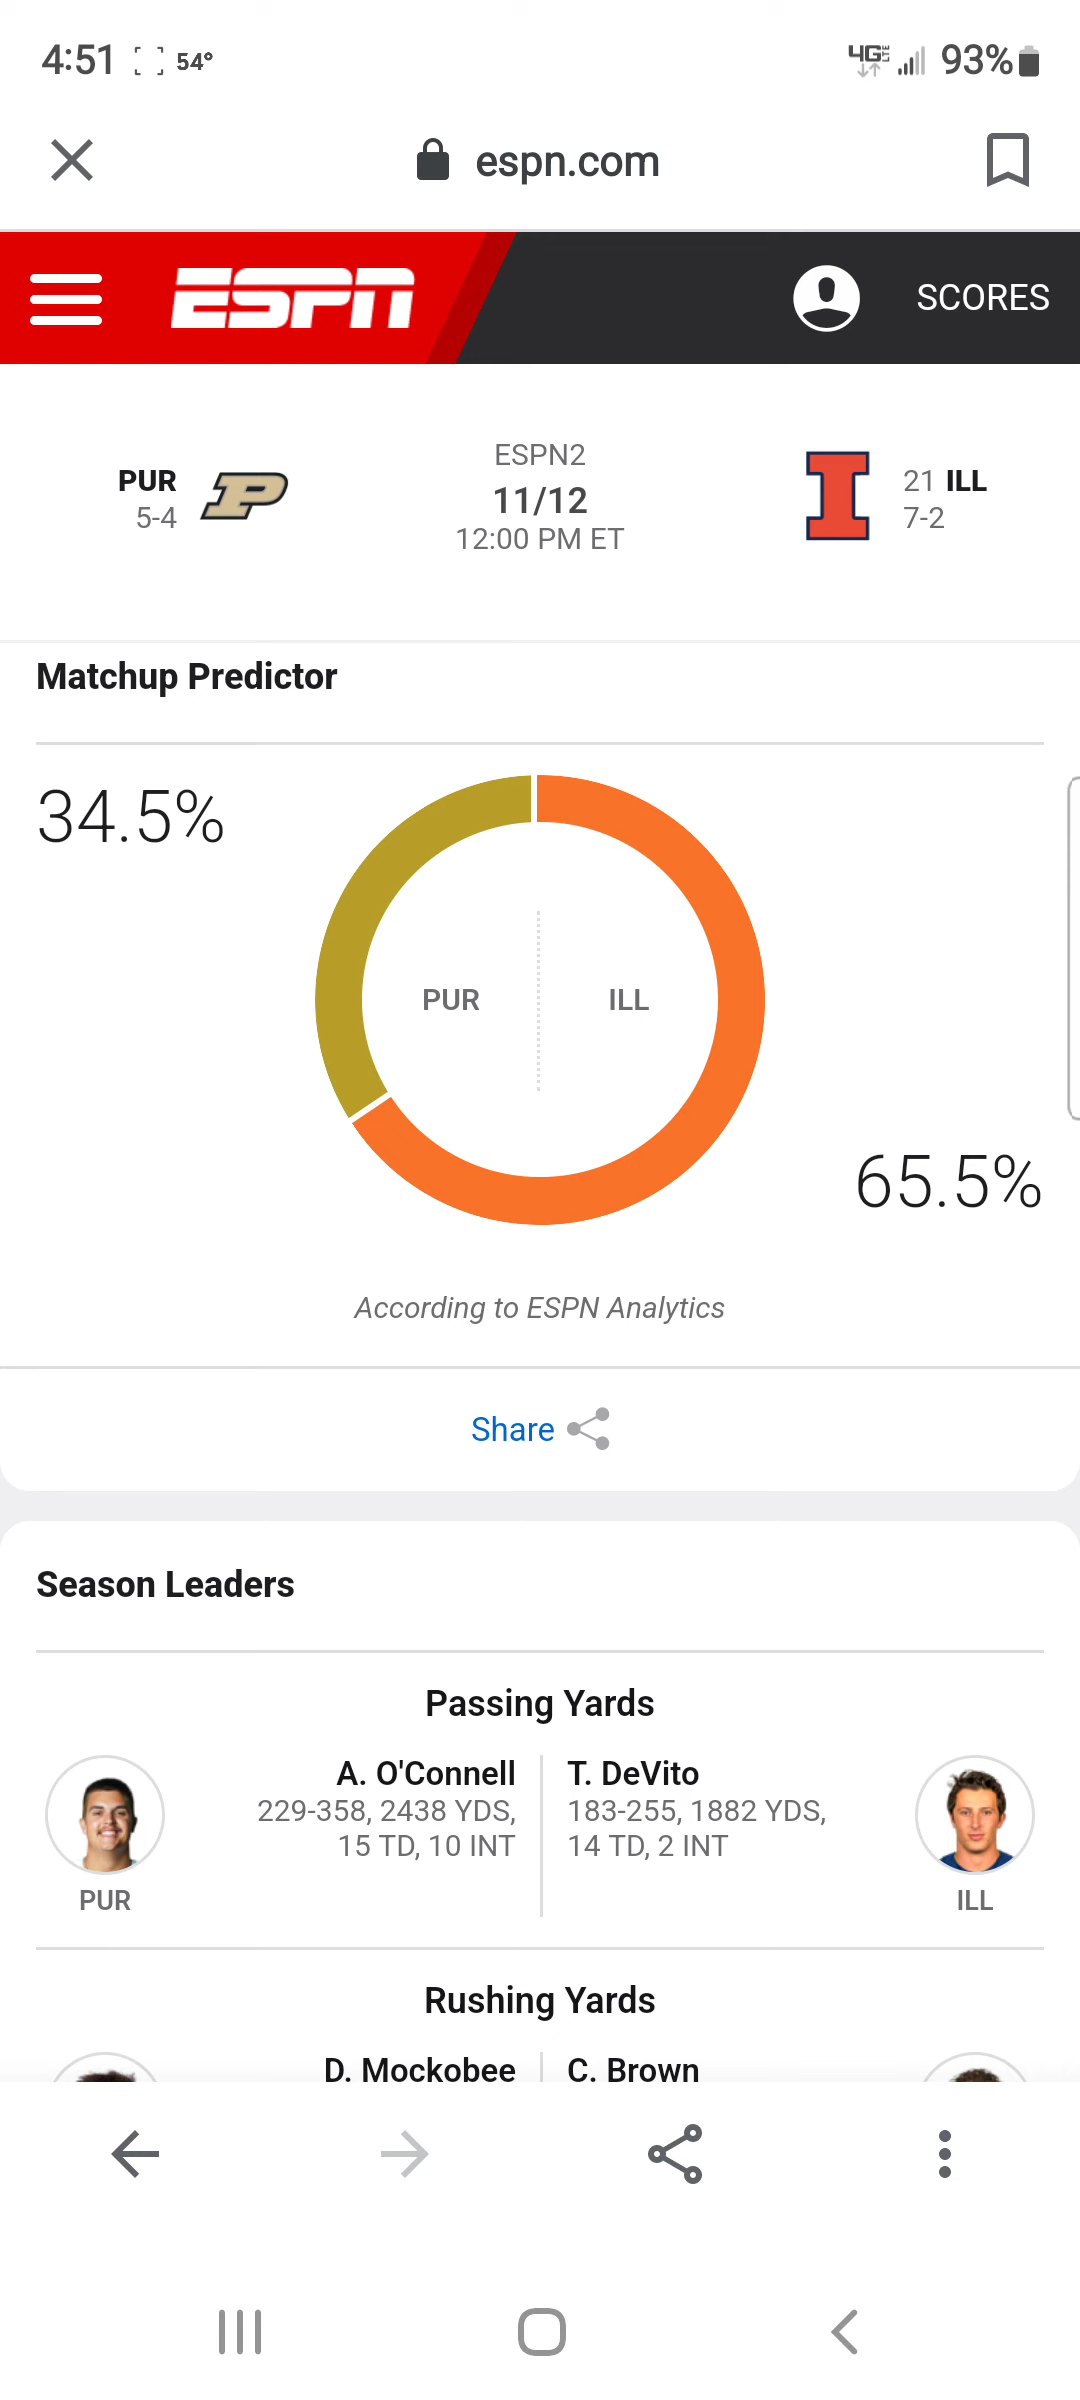 4:51 54° 4G LTE 93%
espn.com
ESPN SCORES
PUR
5-4
ESPN2
11/12
12:00 PM ET
21 ILL
7-2
Matchup Predictor
34.5%
PUR ILL
65.5%
According to ESPN Analytics
Share
Season Leaders
Passing Yards
A. O'Connell
229-358, 2438 YDS,
15 TD, 10 INT
PUR
T. DeVito
183-255, 1882 YDS,
14 TD, 2 INT
ILL
Rushing Yards
D. Mockobee C. Brown